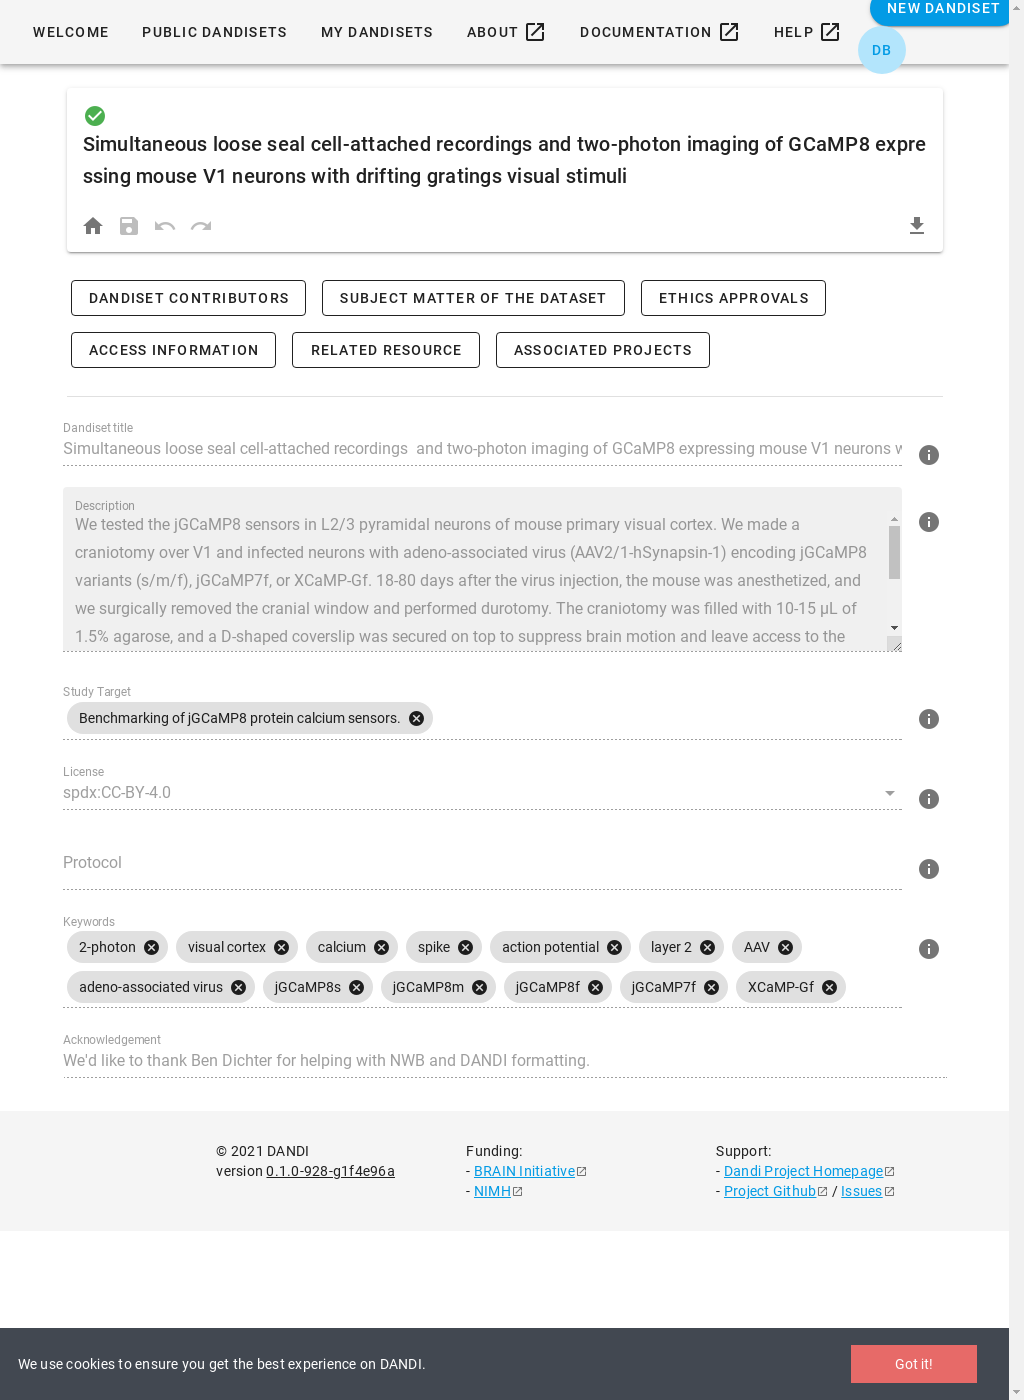 WELCOME PUBLIC DANDISETS MY DANDISETS ABOUT DOCUMENTATION HELP NEW DANDISET
DB
Simultaneous loose seal cell-attached recordings and two-photon imaging of GCaMP8 expre
ssing mouse V1 neurons with drifting gratings visual stimuli
DANDISET CONTRIBUTORS SUBJECT MATTER OF THE DATASET ETHICS APPROVALS
ACCESS INFORMATION RELATED RESOURCE ASSOCIATED PROJECTS
Dandiset title
Simultaneous loose seal cell-attached recordings  and two-photon imaging of GCaMP8 expressing mouse V1 neurons w
Description
We tested the jGCaMP8 sensors in L2/3 pyramidal neurons of mouse primary visual cortex. We made a
craniotomy over V1 and infected neurons with adeno-associated virus (AAV2/1-hSynapsin-1) encoding jGCaMP8
variants (s/m/f), jGCaMP7f, or XCaMP-Gf. 18-80 days after the virus injection, the mouse was anesthetized, and
we surgically removed the cranial window and performed durotomy. The craniotomy was filled with 10-15 μL of
1.5% agarose, and a D-shaped coverslip was secured on top to suppress brain motion and leave access to the
Study Target
Benchmarking of jGCaMP8 protein calcium sensors.
License
spdx:CC-BY-4.0
Protocol
Keywords
2-photon visual cortex calcium spike action potential layer 2 AAV
adeno-associated virus jGCaMP8s jGCaMP8m jGCaMP8f jGCaMP7f XCaMP-Gf
Acknowledgement
We'd like to thank Ben Dichter for helping with NWB and DANDI formatting.
© 2021 DANDI
version 0.1.0-928-g1f4e96a
Funding:
- BRAIN Initiative
- NIMH
Support:
- Dandi Project Homepage
- Project Github / Issues
We use cookies to ensure you get the best experience on DANDI. Got it!